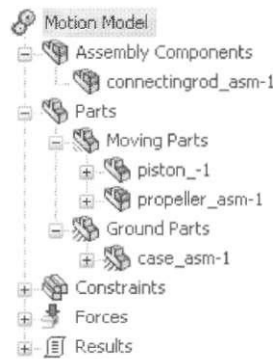 Motion Model
Assembly Components
connectingrod_asm-1
Parts
Moving Parts
piston_-1
propeller_asm-1
Ground Parts
case_asm-1
Constraints
Forces
Results